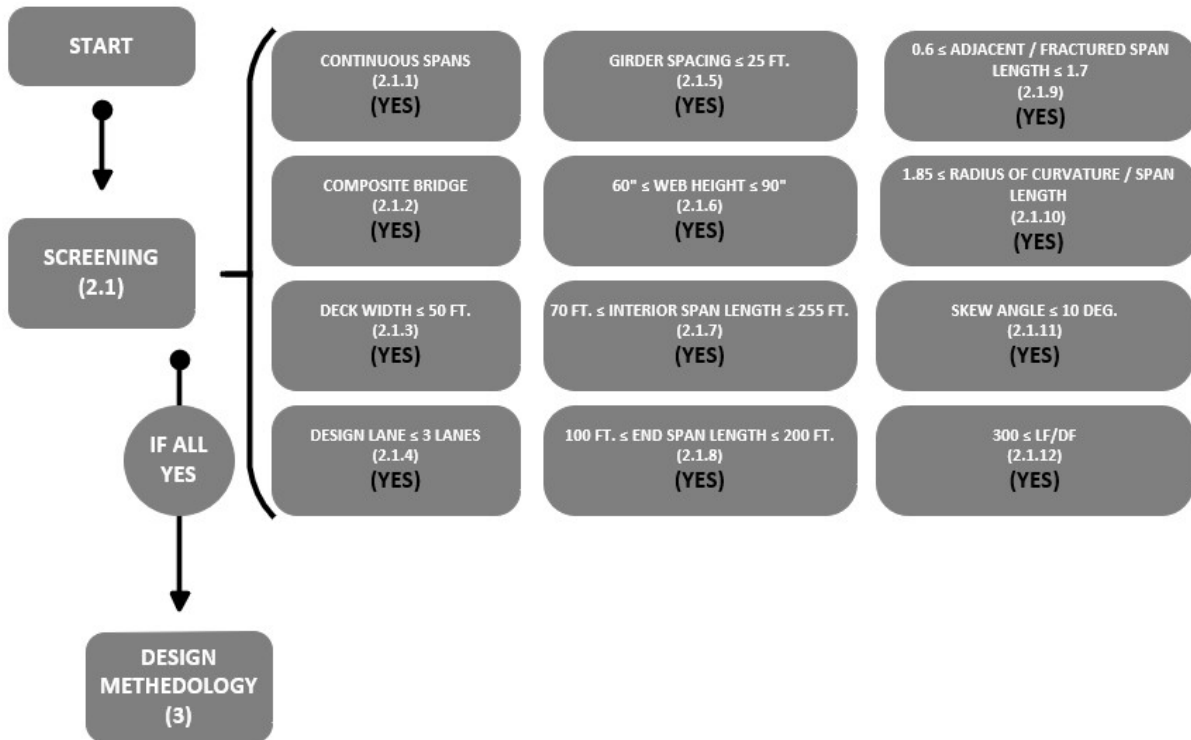 START
SCREENING
(2.1)
IF ALL
YES
DESIGN
METHEDOLOGY
(3)
CONTINUOUS SPANS
(2.1.1)
(YES)
COMPOSITE BRIDGE
(2.1.2)
(YES)
DECK WIDTH ≤ 50 FT.
(2.1.3)
(YES)
DESIGN LANE ≤ 3 LANES
(2.1.4)
(YES)
GIRDER SPACING ≤ 25 FT.
(2.1.5)
(YES)
60" ≤ WEB HEIGHT ≤ 90"
(2.1.6)
(YES)
70 FT. ≤ INTERIOR SPAN LENGTH ≤ 255 FT.
(2.1.7)
(YES)
100 FT. ≤ END SPAN LENGTH ≤ 200 FT.
(2.1.8)
(YES)
0.6 ≤ ADJACENT / FRACTURED SPAN
LENGTH ≤ 1.7
(2.1.9)
(YES)
1.85 ≤ RADIUS OF CURVATURE / SPAN
LENGTH
(2.1.10)
(YES)
SKEW ANGLE ≤ 10 DEG.
(2.1.11)
(YES)
300 ≤ LF/DF
(2.1.12)
(YES)